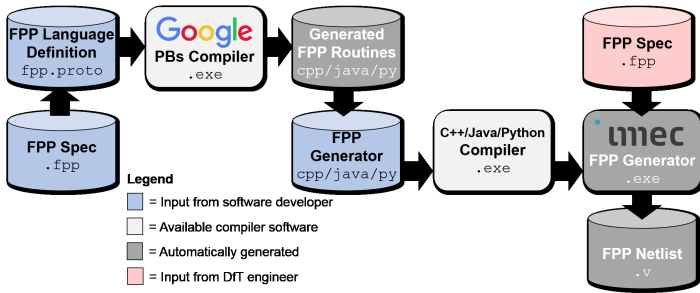 FPP Language
Definition
fpp.proto
Google
PBs Compiler
.exe
Generated
FPP Routines
cpp/java/py
FPP Spec
.fpp
FPP Spec
.fpp
FPP
Generator
cpp/java/py
C++/Java/Python
Compiler
.exe
imec
FPP Generator
.exe
Legend
= Input from software developer
= Available compiler software
= Automatically generated
= Input from DfT engineer
FPP Netlist
.v